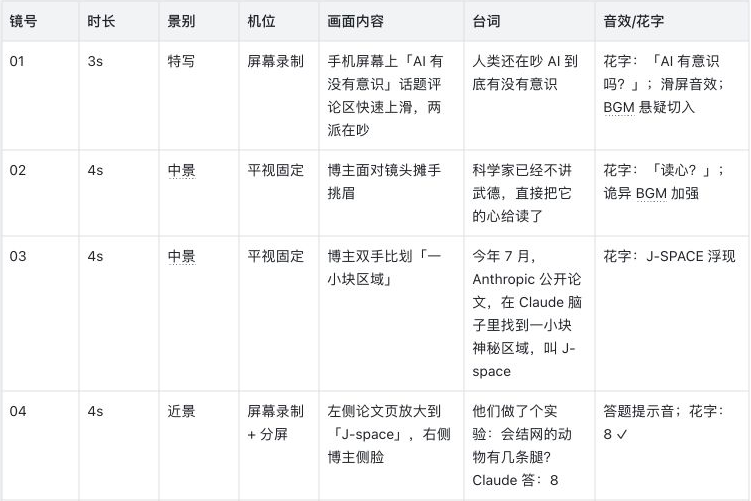 镜号 时长 景别 机位 画面内容 台词 音效/花字
01 3s 特写 屏幕录制 手机屏幕上「AI 有 人类还在吵 AI 到 花字：「AI 有意识
没有意识」话题评 底有没有意识 吗？」；滑屏音效；
论区快速上滑，两 BGM 悬疑切入
派在吵
02 4s 中景 平视固定 博主面对镜头摊手 科学家已经不讲 花字：「读心？」；
挑眉 武德，直接把它 诡异 BGM 加强
的心给读了
03 4s 中景 平视固定 博主双手比划「一 今年 7 月， 花字：J-SPACE 浮现
小块区域」 Anthropic 公开论
文，在 Claude 脑
子里找到一小块
神秘区域，叫 J-
space
04 4s 近景 屏幕录制 左侧论文页放大到 他们做了个实 答题提示音；花字：
+ 分屏 「J-space」，右侧 验：会结网的动 8 ✓
博主侧脸 物有几条腿？
Claude 答：8